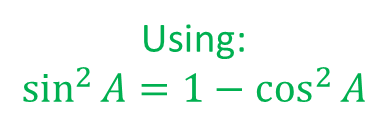 Using:
sin² A = 1 − cos² A